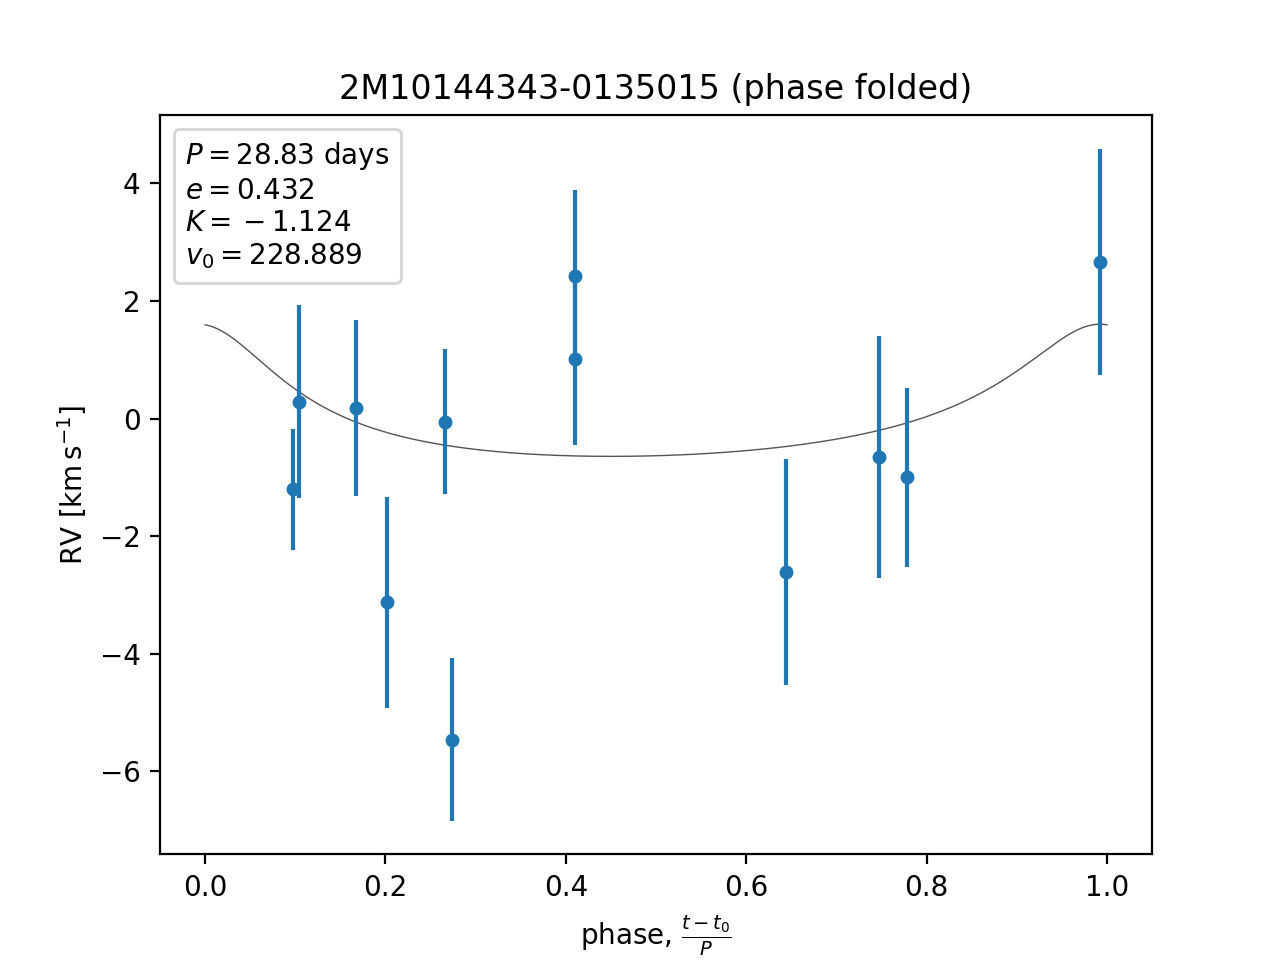 2M10144343-0135015 (phase folded)
P = 28.83 days
e = 0.432
K = −1.124
v₀ = 228.889
4
2
0
−2
−4
−6
RV [km s⁻¹]
0.0 0.2 0.4 0.6 0.8 1.0
phase, (t − t₀)/P